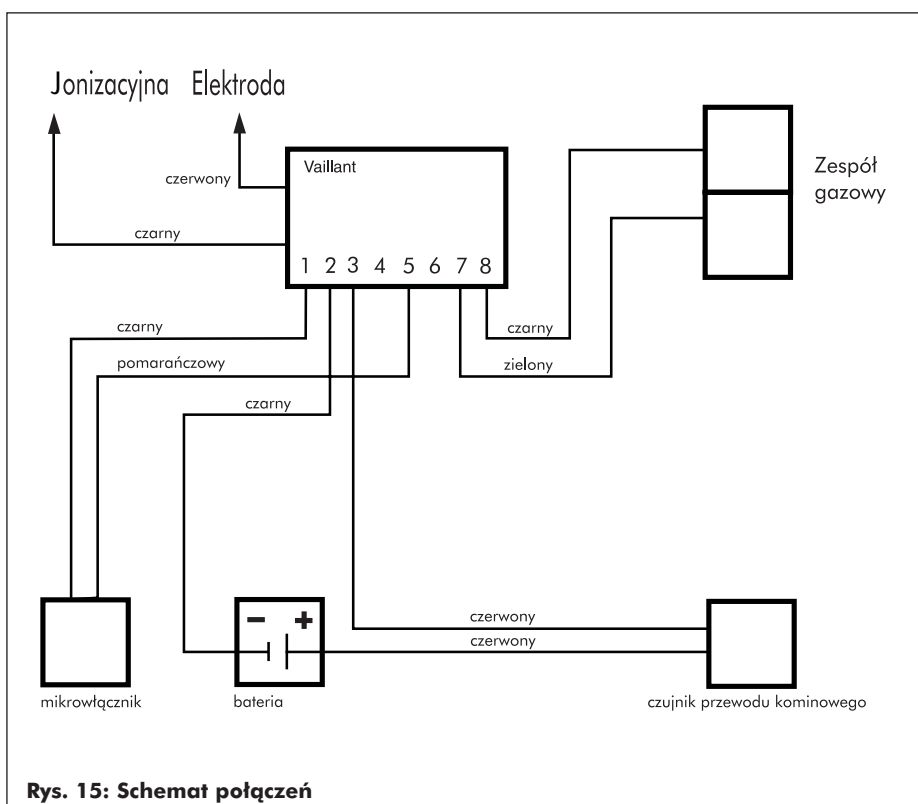 Jonizacyjna Elektroda
czerwony
Vaillant
Zespół
gazowy
czarny
1 2 3 4 5 6 7 8
czarny
czarny
pomarańczowy
zielony
czarny
czerwony
czerwony
mikrowłącznik
bateria
czujnik przewodu kominowego
Rys. 15: Schemat połączeń